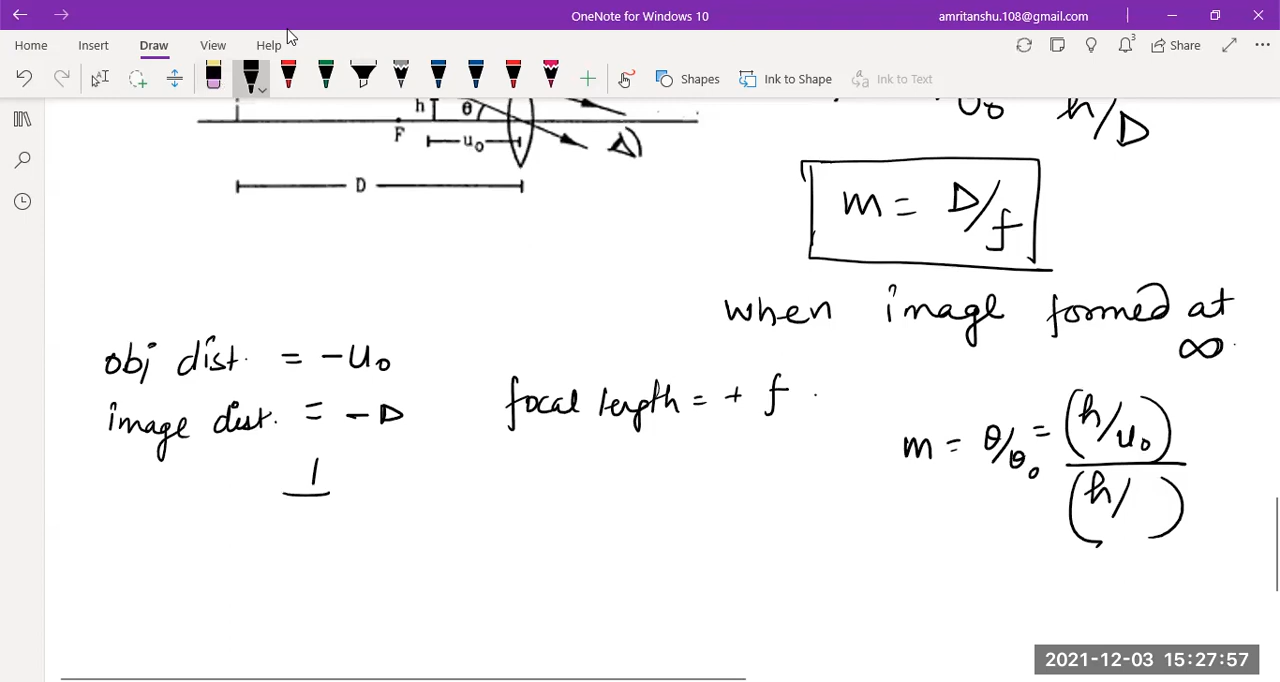 OneNote for Windows 10
amritanshu.108@gmail.com
Home Insert Draw View Help
Share
Shapes
Ink to Shape
Ink to Text
h θ
F
u₀
D
h/D
m = D/f
when image formed at
∞
obj dist. = -u₀
image dist. = -D
focal length = + f
m = θ/θ₀ = (h/u₀)
(h/ )
1
2021-12-03 15:27:57